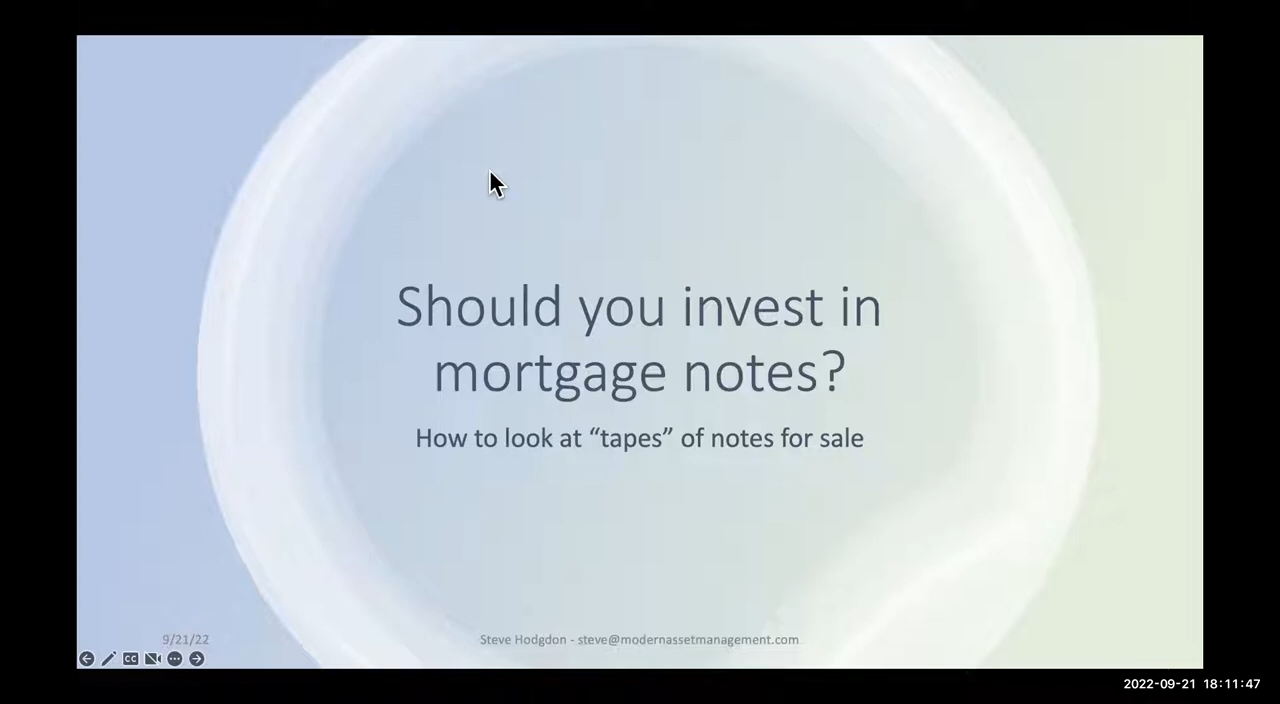 Should you invest in
mortgage notes?
How to look at “tapes” of notes for sale
9/21/22
Steve Hodgdon - steve@modernassetmanagement.com
CC
2022-09-21 18:11:47